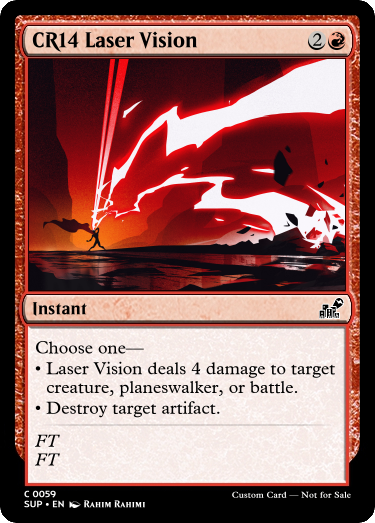 CR14 Laser Vision 2
Instant
Choose one—
• Laser Vision deals 4 damage to target
creature, planeswalker, or battle.
• Destroy target artifact.
FT
FT
C 0059
Custom Card — Not for Sale
SUP • EN Rahim Rahimi